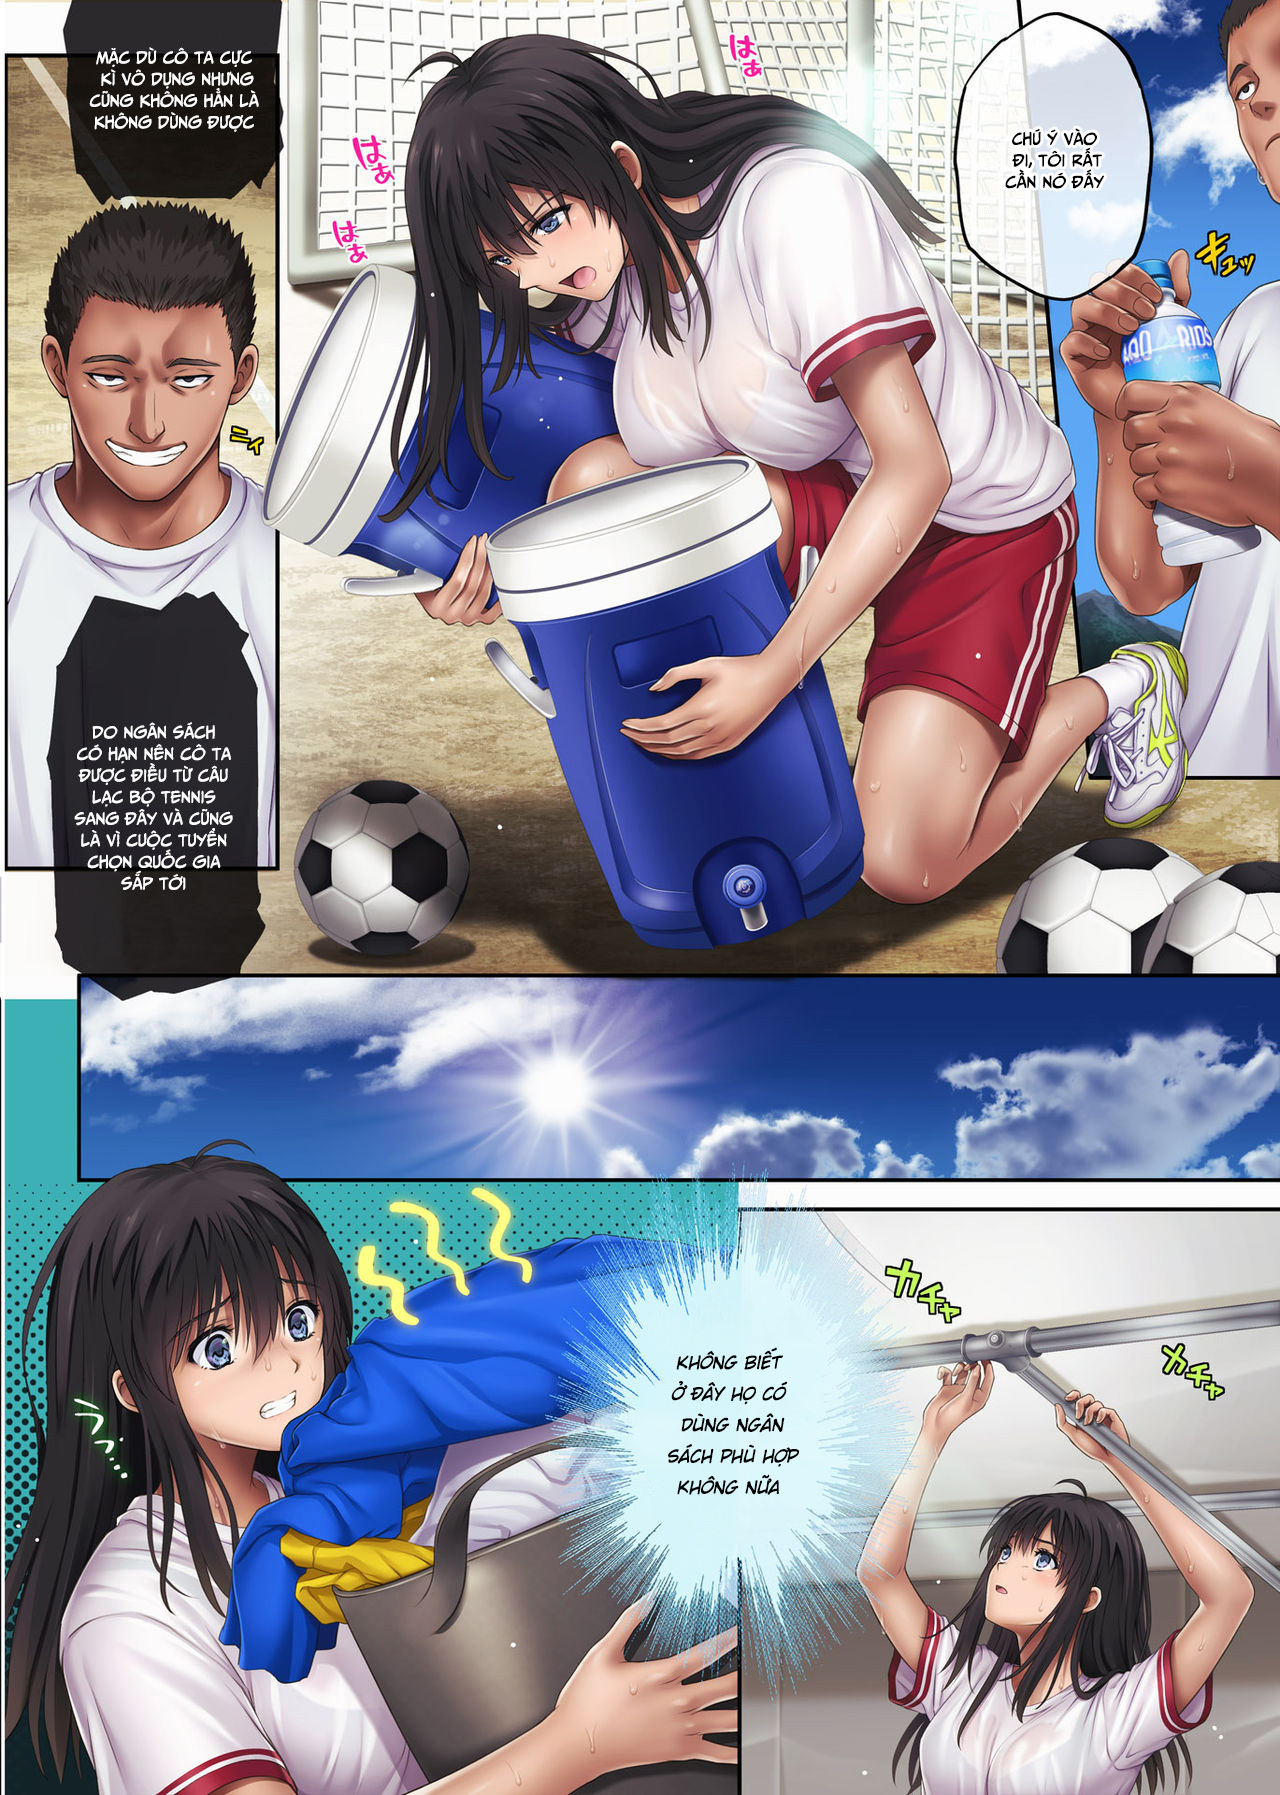 CHÚ Ý VÀO
ĐI, TÔI RẤT
CẦN NÓ ĐẤY
キュッ
RIDS
はぁ
はぁ
はぁ
MẶC DÙ CÔ TA CỰC
KÌ VÔ DỤNG NHƯNG
CŨNG KHÔNG HẲN LÀ
KHÔNG DÙNG ĐƯỢC
ニィ
DO NGÂN SÁCH
CÓ HẠN NÊN CÔ TA
ĐƯỢC ĐIỀU TỪ CÂU
LẠC BỘ TENNIS
SANG ĐÂY VÀ CŨNG
LÀ VÌ CUỘC TUYỂN
CHỌN QUỐC GIA
SẮP TỚI
カチャ
カチャ
KHÔNG BIẾT
Ở ĐÂY HỌ CÓ
DÙNG NGÂN
SÁCH PHÙ HỢP
KHÔNG NỮA
うっ…